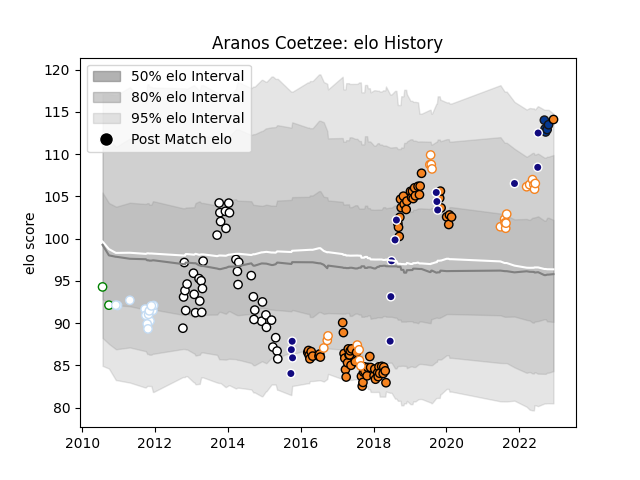 Aranos Coetzee: elo History
50% elo Interval
80% elo Interval
95% elo Interval
Post Match elo
elo score
120
115
110
105
100
95
90
85
80
2010
2012
2014
2016
2018
2020
2022